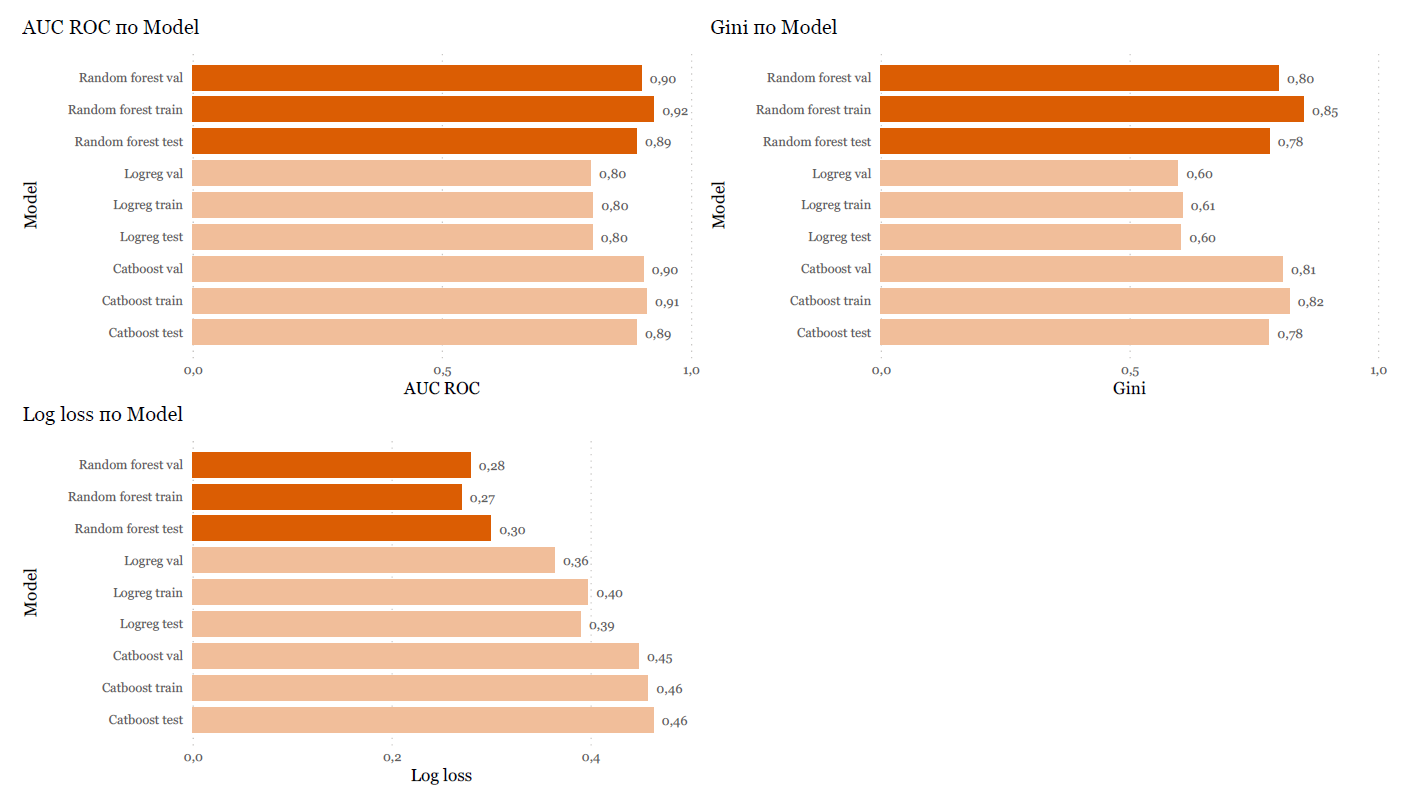 AUC ROC по Model
Model
Random forest val 0,90
Random forest train 0,92
Random forest test 0,89
Logreg val 0,80
Logreg train 0,80
Logreg test 0,80
Catboost val 0,90
Catboost train 0,91
Catboost test 0,89
0,0 0,5 1,0
AUC ROC
Gini по Model
Model
Random forest val 0,80
Random forest train 0,85
Random forest test 0,78
Logreg val 0,60
Logreg train 0,61
Logreg test 0,60
Catboost val 0,81
Catboost train 0,82
Catboost test 0,78
0,0 0,5 1,0
Gini
Log loss по Model
Model
Random forest val 0,28
Random forest train 0,27
Random forest test 0,30
Logreg val 0,36
Logreg train 0,40
Logreg test 0,39
Catboost val 0,45
Catboost train 0,46
Catboost test 0,46
0,0 0,2 0,4
Log loss